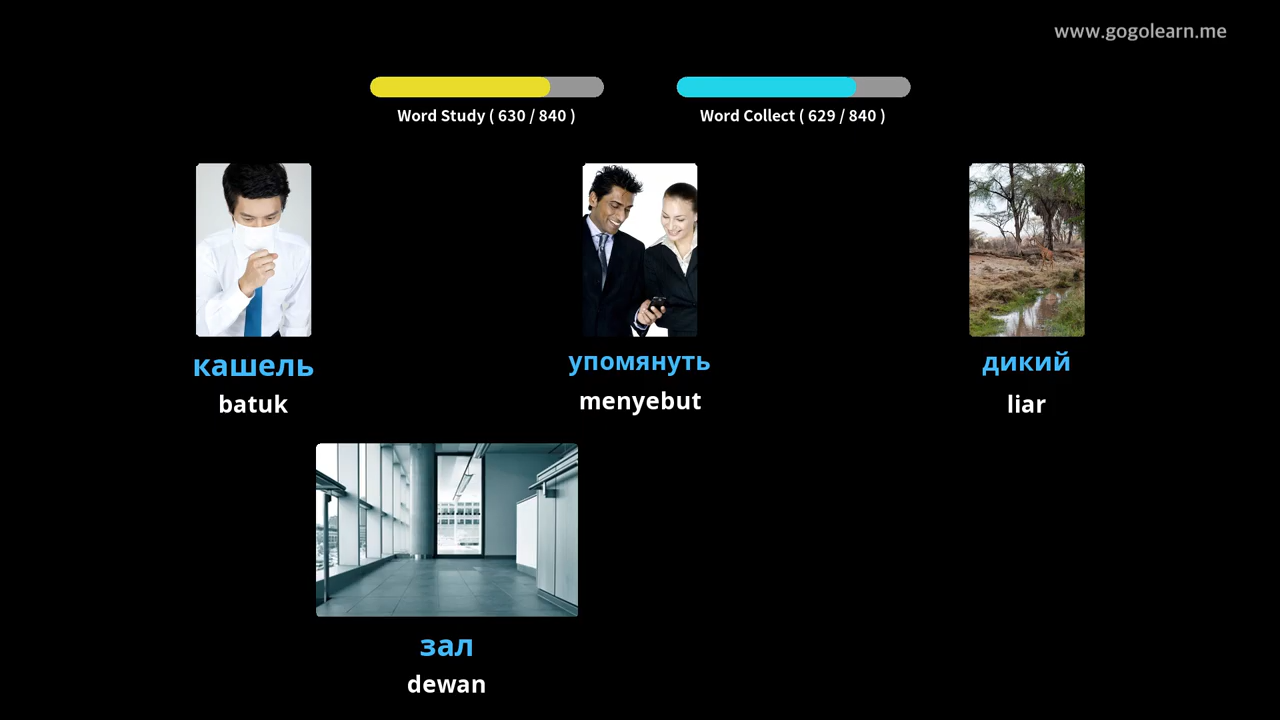 www.gogolearn.me
Word Study ( 630 / 840 )
Word Collect ( 629 / 840 )
кашель
batuk
упомянуть
menyebut
дикий
liar
зал
dewan